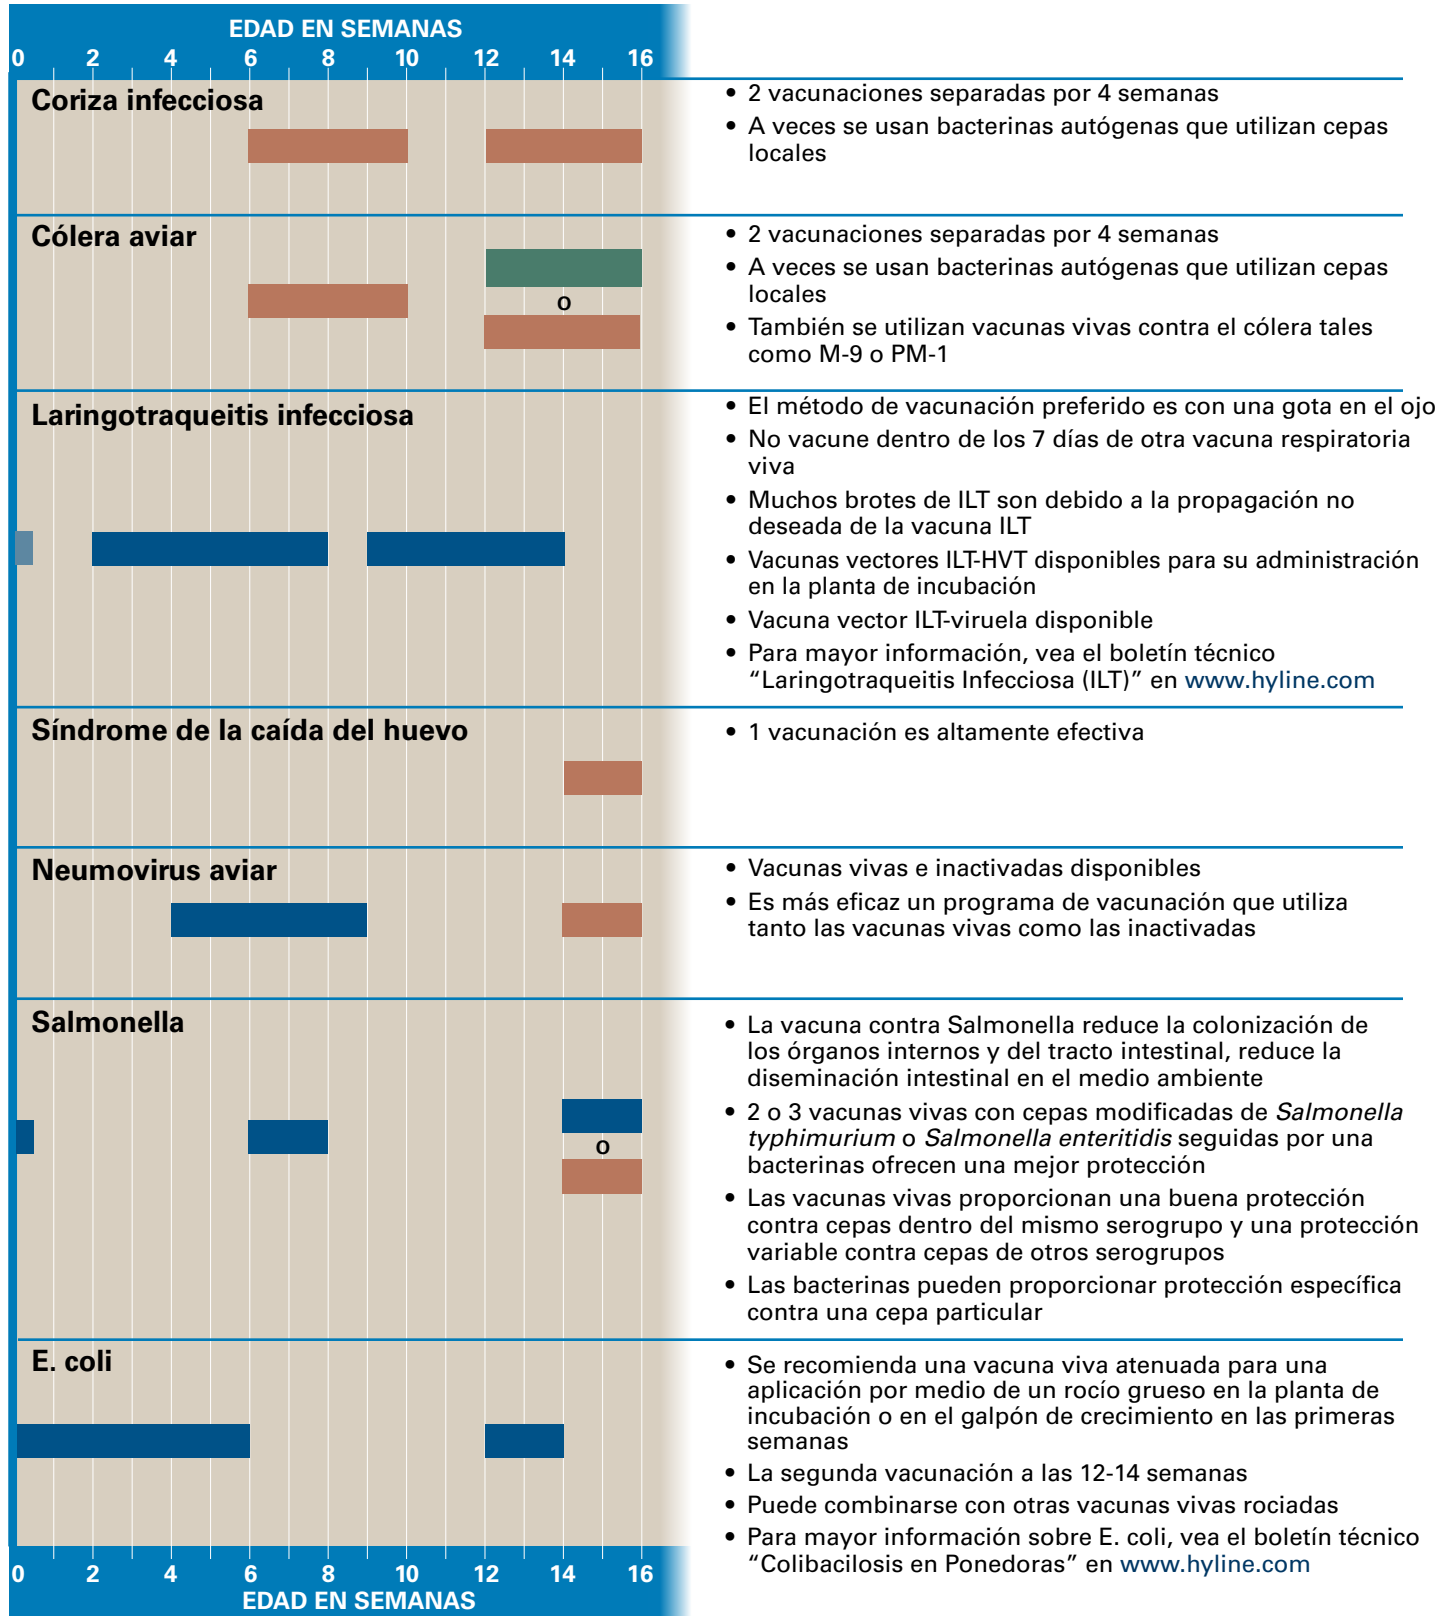 EDAD EN SEMANAS
0 2 4 6 8 10 12 14 16
Coriza infecciosa
• 2 vacunaciones separadas por 4 semanas
• A veces se usan bacterinas autógenas que utilizan cepas
locales
Cólera aviar
o
• 2 vacunaciones separadas por 4 semanas
• A veces se usan bacterinas autógenas que utilizan cepas
locales
• También se utilizan vacunas vivas contra el cólera tales
como M-9 o PM-1
Laringotraqueitis infecciosa
• El método de vacunación preferido es con una gota en el ojo
• No vacune dentro de los 7 días de otra vacuna respiratoria
viva
• Muchos brotes de ILT son debido a la propagación no
deseada de la vacuna ILT
• Vacunas vectores ILT-HVT disponibles para su administración
en la planta de incubación
• Vacuna vector ILT-viruela disponible
• Para mayor información, vea el boletín técnico
“Laringotraqueitis Infecciosa (ILT)” en www.hyline.com
Síndrome de la caída del huevo
• 1 vacunación es altamente efectiva
Neumovirus aviar
• Vacunas vivas e inactivadas disponibles
• Es más eficaz un programa de vacunación que utiliza
tanto las vacunas vivas como las inactivadas
Salmonella
o
• La vacuna contra Salmonella reduce la colonización de
los órganos internos y del tracto intestinal, reduce la
diseminación intestinal en el medio ambiente
• 2 o 3 vacunas vivas con cepas modificadas de Salmonella
typhimurium o Salmonella enteritidis seguidas por una
bacterinas ofrecen una mejor protección
• Las vacunas vivas proporcionan una buena protección
contra cepas dentro del mismo serogrupo y una protección
variable contra cepas de otros serogrupos
• Las bacterinas pueden proporcionar protección específica
contra una cepa particular
E. coli
• Se recomienda una vacuna viva atenuada para una
aplicación por medio de un rocío grueso en la planta de
incubación o en el galpón de crecimiento en las primeras
semanas
• La segunda vacunación a las 12-14 semanas
• Puede combinarse con otras vacunas vivas rociadas
• Para mayor información sobre E. coli, vea el boletín técnico
“Colibacilosis en Ponedoras” en www.hyline.com
0 2 4 6 8 10 12 14 16
EDAD EN SEMANAS